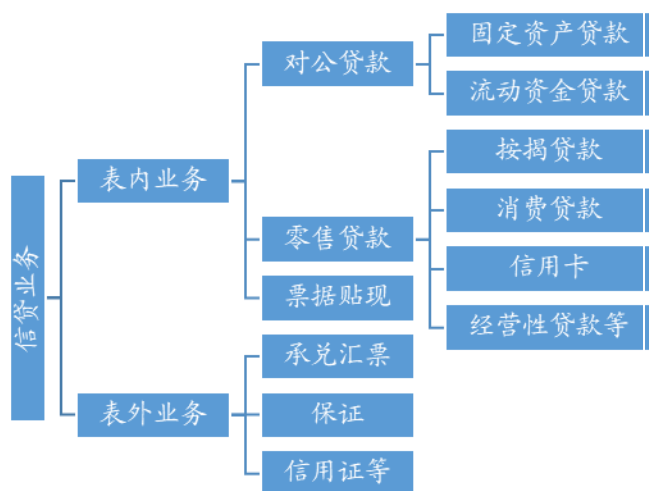 信贷业务
表内业务
对公贷款
固定资产贷款
流动资金贷款
零售贷款
按揭贷款
消费贷款
信用卡
经营性贷款等
票据贴现
表外业务
承兑汇票
保证
信用证等